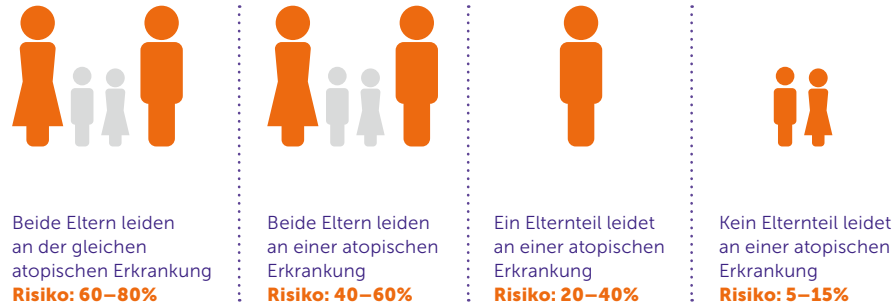 Beide Eltern leiden
an der gleichen
atopischen Erkrankung
Risiko: 60–80%
Beide Eltern leiden
an einer atopischen
Erkrankung
Risiko: 40–60%
Ein Elternteil leidet
an einer atopischen
Erkrankung
Risiko: 20–40%
Kein Elternteil leidet
an einer atopischen
Erkrankung
Risiko: 5–15%